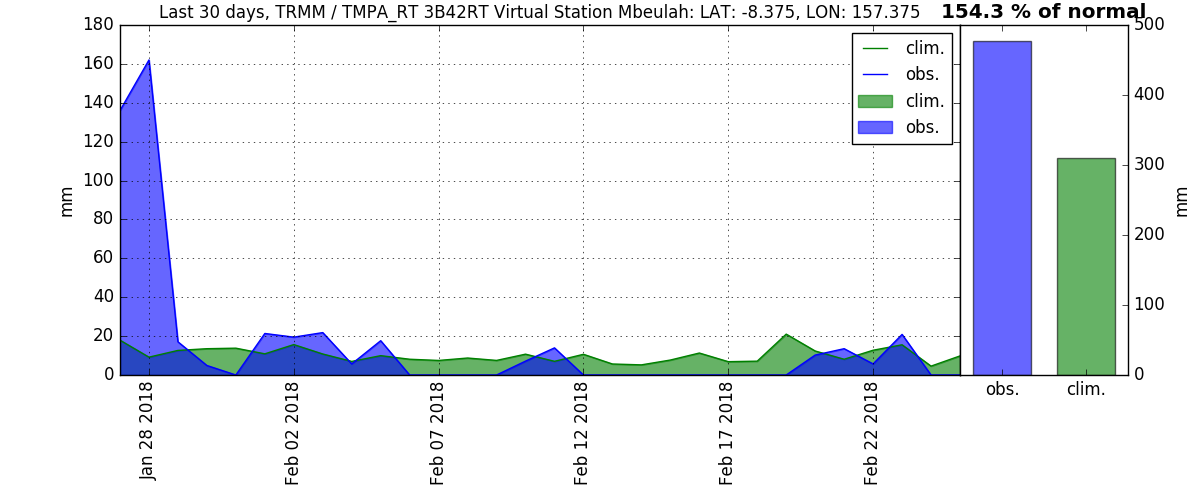 Last 30 days, TRMM / TMPA_RT 3B42RT Virtual Station Mbeulah: LAT: -8.375, LON: 157.375
154.3 % of normal
180
160
140
120
100
80
60
40
20
0
mm
clim.
obs.
clim.
obs.
Jan 28 2018
Feb 02 2018
Feb 07 2018
Feb 12 2018
Feb 17 2018
Feb 22 2018
500
400
300
200
100
0
mm
obs.
clim.